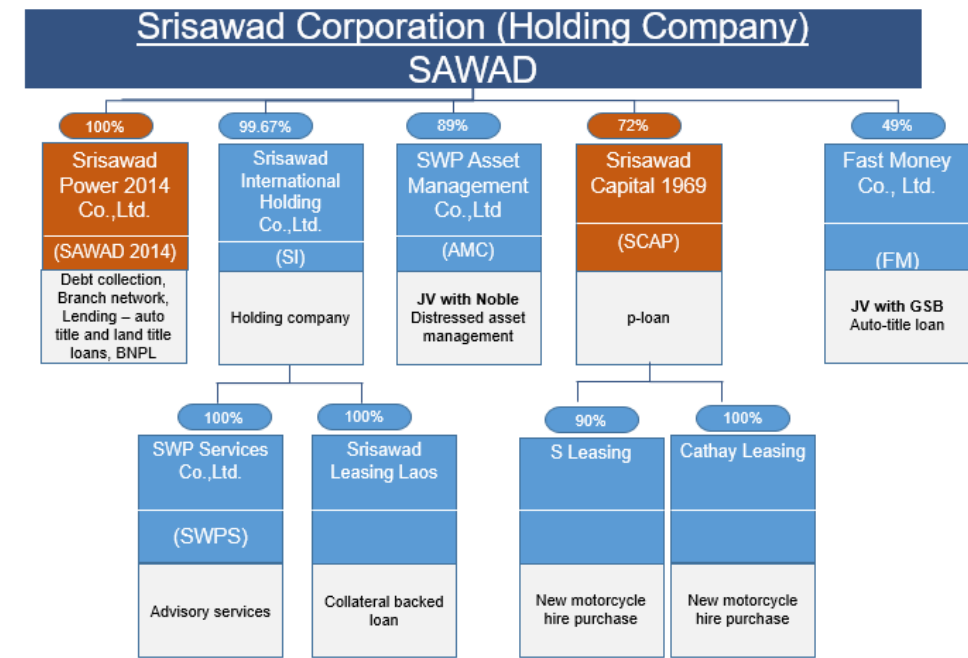 Srisawad Corporation (Holding Company)
SAWAD
100%
99.67%
89%
72%
49%
Srisawad
Power 2014
Co.,Ltd.
(SAWAD 2014)
Debt collection,
Branch network,
Lending – auto
title and land title
loans, BNPL
Srisawad
International
Holding
Co.,Ltd.
(SI)
Holding company
SWP Asset
Management
Co.,Ltd
(AMC)
JV with Noble
Distressed asset
management
Srisawad
Capital 1969
(SCAP)
p-loan
Fast Money
Co., Ltd.
(FM)
JV with GSB
Auto-title loan
100%
100%
90%
100%
SWP Services
Co.,Ltd.
(SWPS)
Advisory services
Srisawad
Leasing Laos
Collateral backed
loan
S Leasing
New motorcycle
hire purchase
Cathay Leasing
New motorcycle
hire purchase